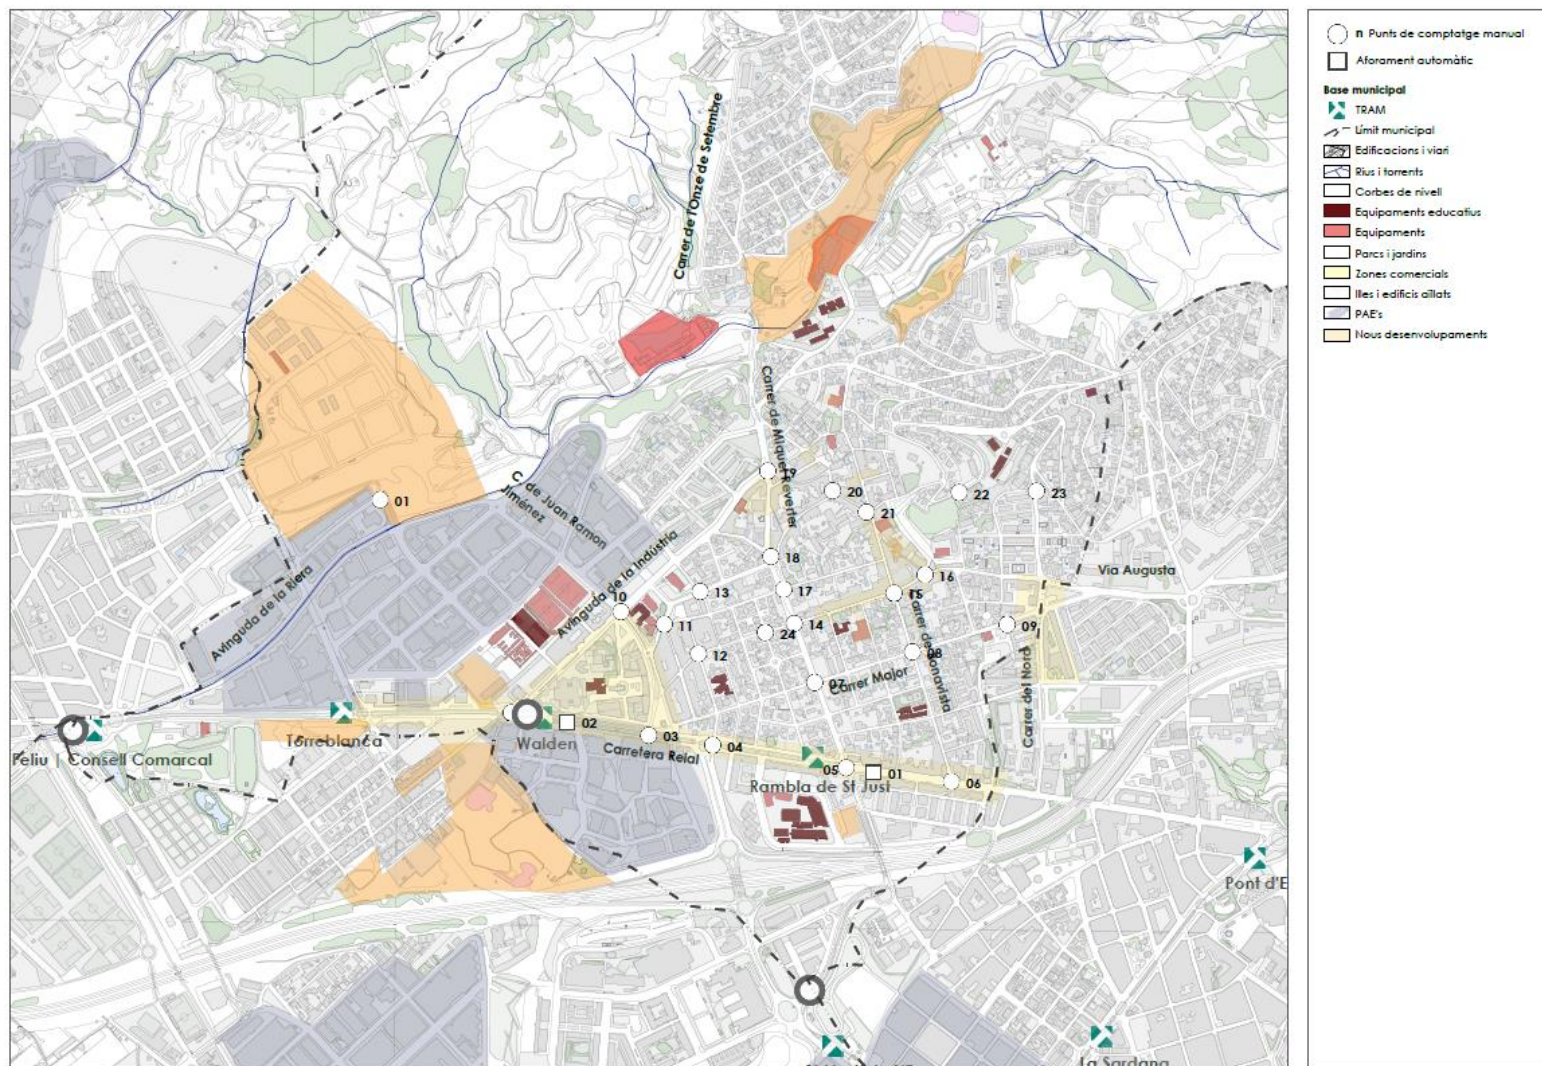 n Punts de comptatge manual
Aforament automàtic
Base municipal
TRAM
Límit municipal
Edificacions i viari
Rius i torrents
Corbes de nivell
Equipaments educatius
Equipaments
Parcs i jardins
Zones comercials
Illes i edificis aïllats
PAE's
Nous desenvolupaments
Carrer de l'Onze de Setembre
Carrer de Miquel Reverter
19
20
22
23
01
21
C. de Juan Ramon
Jiménez
Avinguda de la Indústria
18
Via Augusta
Avinguda de la Riera
16
13
17
15
10
11
14
24
09
12
08
Carrer de Bonavista
07
Carrer Major
Carrer del Nord
02
Torreblanca
Walden
03
Carretera Reial
04
Peliu | Consell Comarcal
05
01
06
Rambla de St Just
Pont d'E
La Sardana